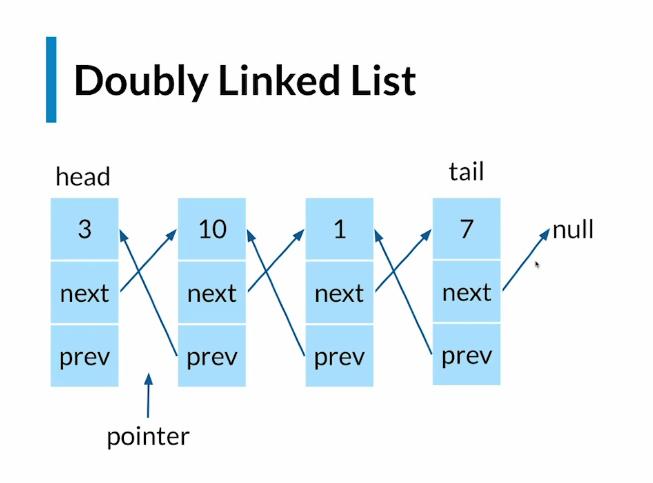 Doubly Linked List
head
tail
3
10
1
7
null
next
next
next
next
prev
prev
prev
prev
pointer